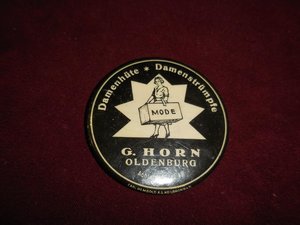 Damenhüte * Damenstrümpfe
MODE
G. HORN
OLDENBURG